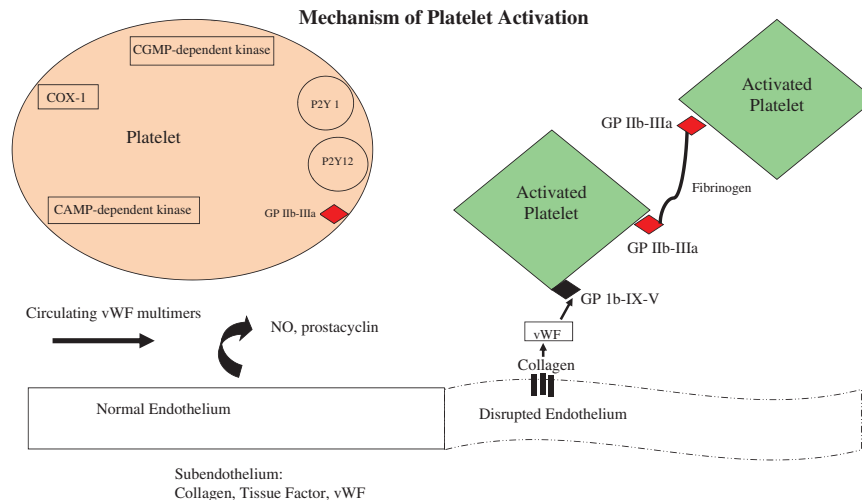 Mechanism of Platelet Activation
CGMP-dependent kinase
COX-1
P2Y 1
Platelet
P2Y12
CAMP-dependent kinase
GP IIb-IIIa
Activated
Platelet
GP IIb-IIIa
Fibrinogen
Activated
Platelet
GP IIb-IIIa
GP 1b-IX-V
Circulating vWF multimers
NO, prostacyclin
vWF
Collagen
Normal Endothelium
Disrupted Endothelium
Subendothelium:
Collagen, Tissue Factor, vWF